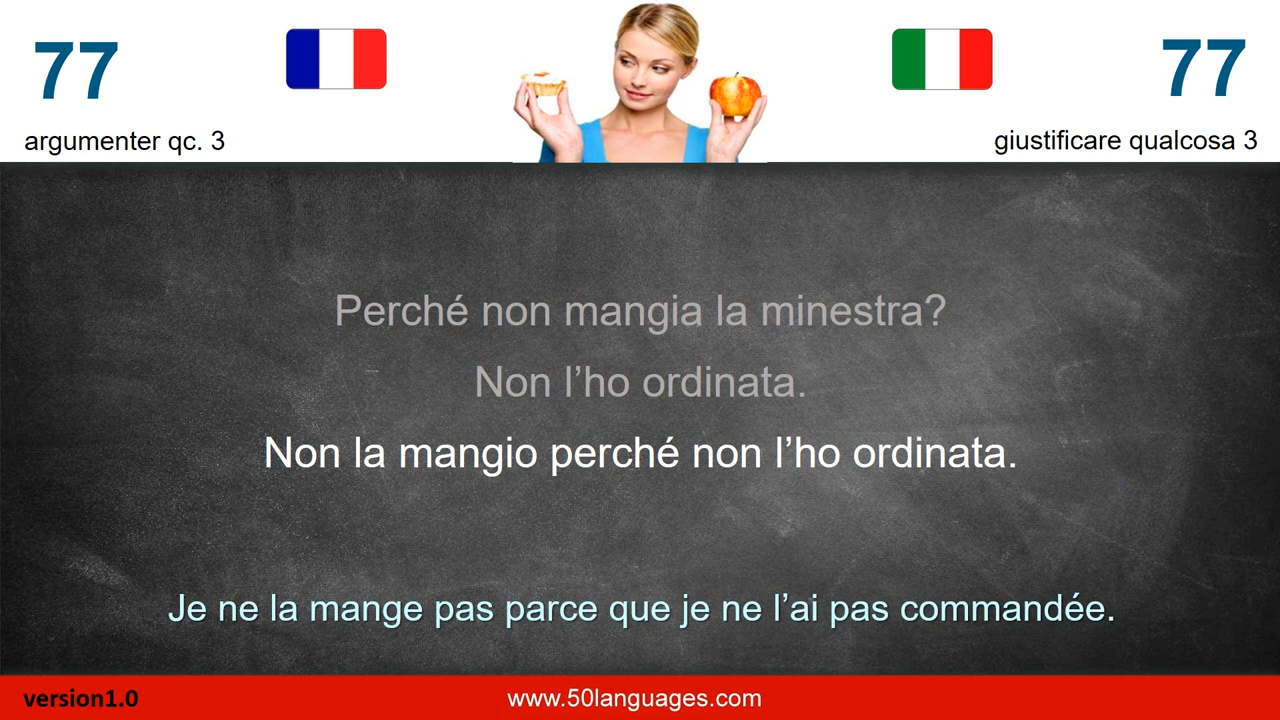 77
77
argumenter qc. 3
giustificare qualcosa 3
Perché non mangia la minestra?
Non l’ho ordinata.
Non la mangio perché non l’ho ordinata.
Je ne la mange pas parce que je ne l’ai pas commandée.
version1.0
www.50languages.com